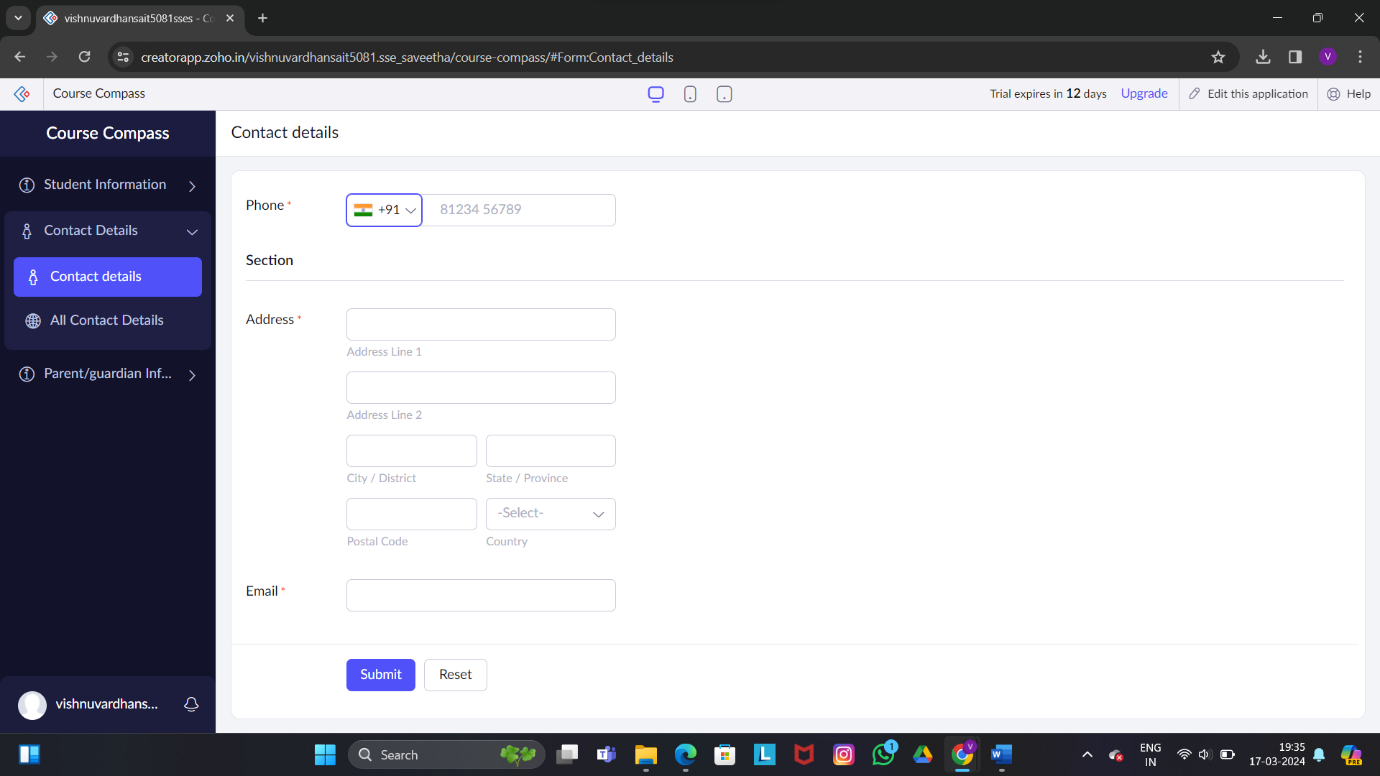 vishnuvardhansait5081sses - Co
creatorapp.zoho.in/vishnuvardhansait5081.sse_saveetha/course-compass/#Form:Contact_details
V
Course Compass
Trial expires in 12 days
Upgrade
Edit this application
Help
Course Compass
Student Information
Contact Details
Contact details
All Contact Details
Parent/guardian Inf...
vishnuvardhans...
Contact details
Phone *
+91
81234 56789
Section
Address *
Address Line 1
Address Line 2
City / District
State / Province
Postal Code
-Select-
Country
Email *
Submit
Reset
Search
L
1
V
W
ENG
IN
19:35
17-03-2024
PRE